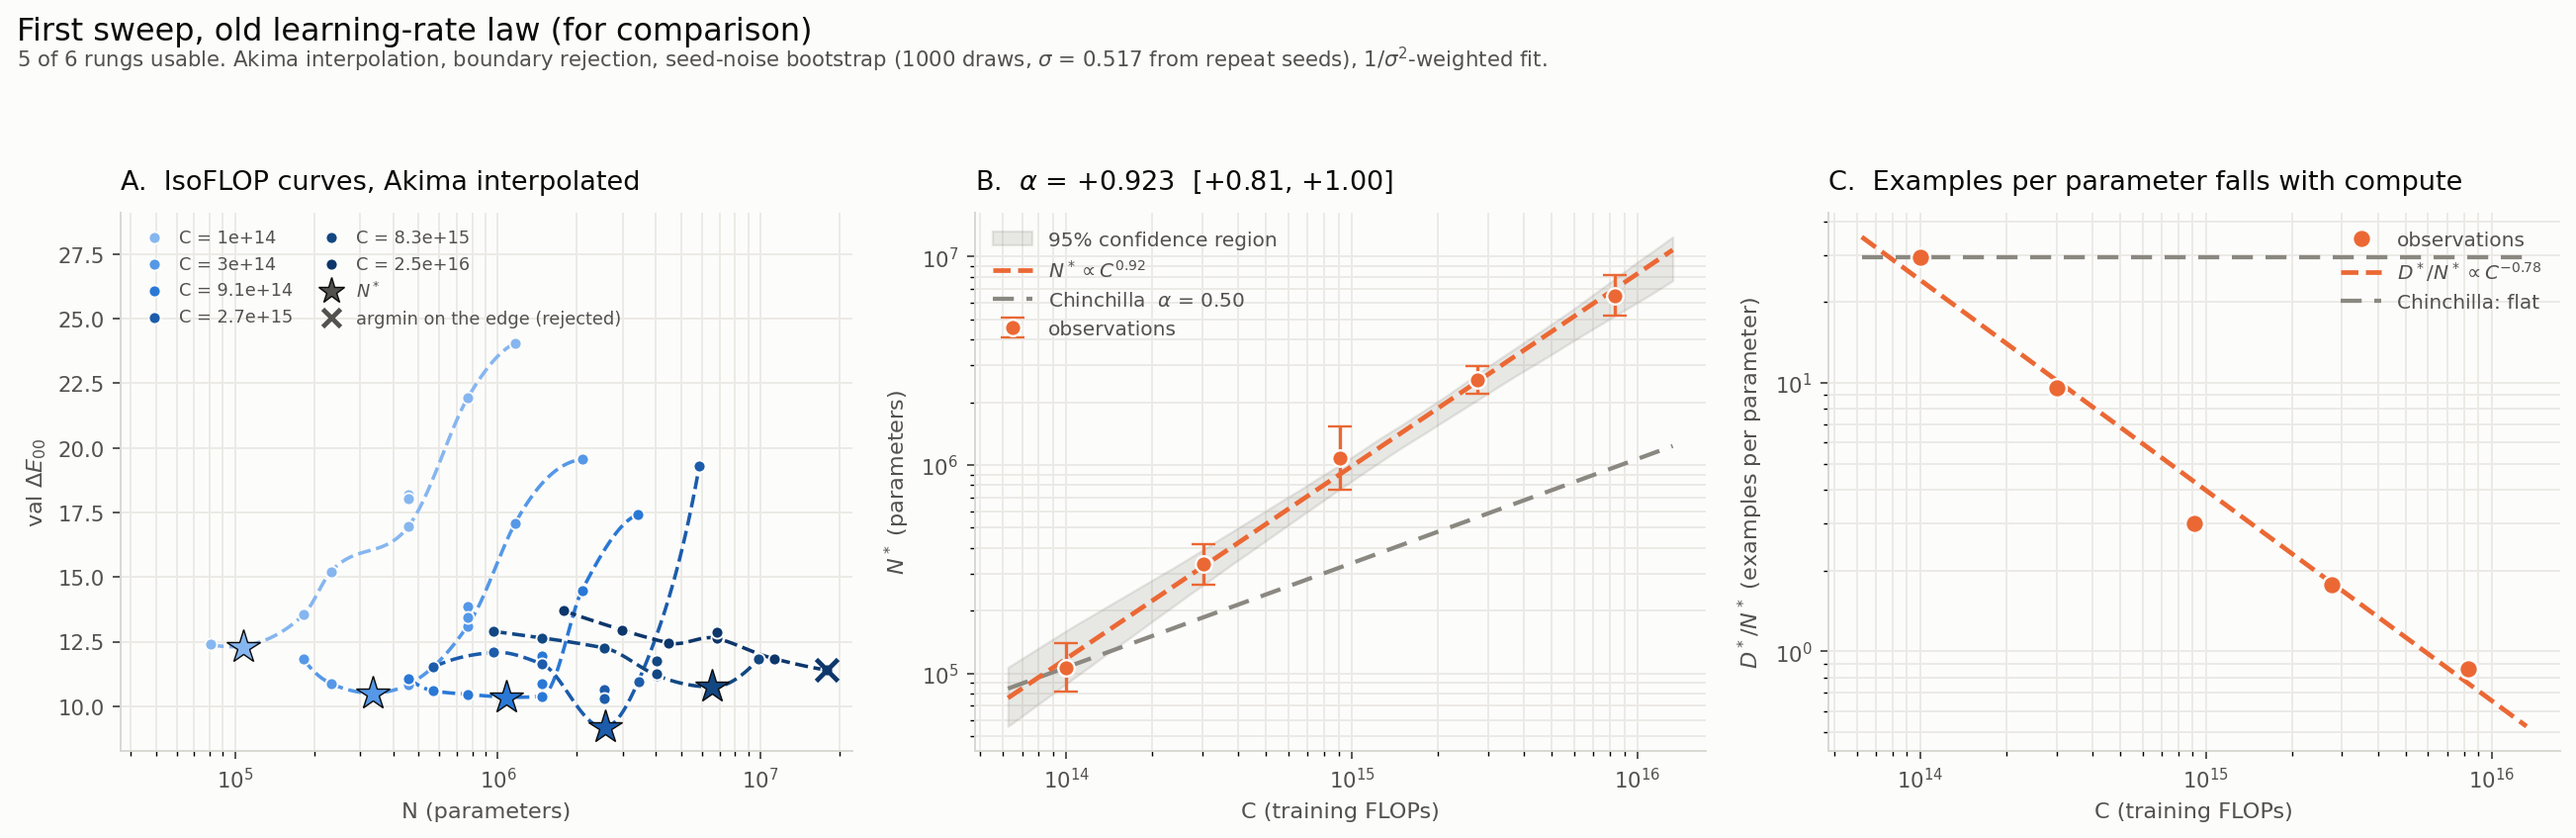 First sweep, old learning-rate law (for comparison)
5 of 6 rungs usable. Akima interpolation, boundary rejection, seed-noise bootstrap (1000 draws, σ = 0.517 from repeat seeds), 1/σ²-weighted fit.
A. IsoFLOP curves, Akima interpolated
27.5
25.0
22.5
20.0
17.5
15.0
12.5
10.0
val ΔE₀₀
C = 1e+14
C = 3e+14
C = 9.1e+14
C = 2.7e+15
C = 8.3e+15
C = 2.5e+16
N*
argmin on the edge (rejected)
10⁵
10⁶
10⁷
N (parameters)
B. α = +0.923 [+0.81, +1.00]
10⁷
10⁶
10⁵
N* (parameters)
95% confidence region
N* ∝ C⁰·⁹²
Chinchilla α = 0.50
observations
10¹⁴
10¹⁵
10¹⁶
C (training FLOPs)
C. Examples per parameter falls with compute
10¹
10⁰
D*/N* (examples per parameter)
observations
D*/N* ∝ C⁻⁰·⁷⁸
Chinchilla: flat
10¹⁴
10¹⁵
10¹⁶
C (training FLOPs)